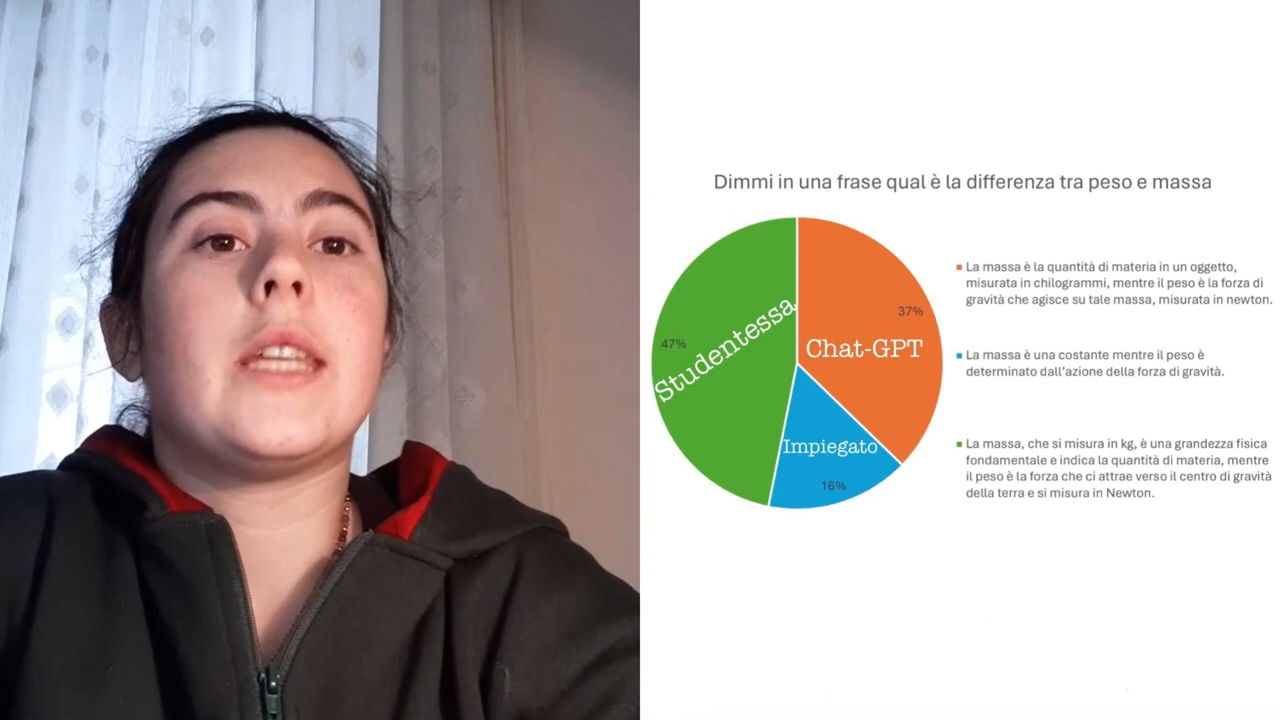 Dimmi in una frase qual è la differenza tra peso e massa
37%
47%
16%
Studentessa
Chat-GPT
Impiegato
La massa è la quantità di materia in un oggetto,
misurata in chilogrammi, mentre il peso è la forza di
gravità che agisce su tale massa, misurata in newton.
La massa è una costante mentre il peso è
determinato dall'azione della forza di gravità.
La massa, che si misura in kg, è una grandezza fisica
fondamentale e indica la quantità di materia, mentre
il peso è la forza che ci attrae verso il centro di gravità
della terra e si misura in Newton.